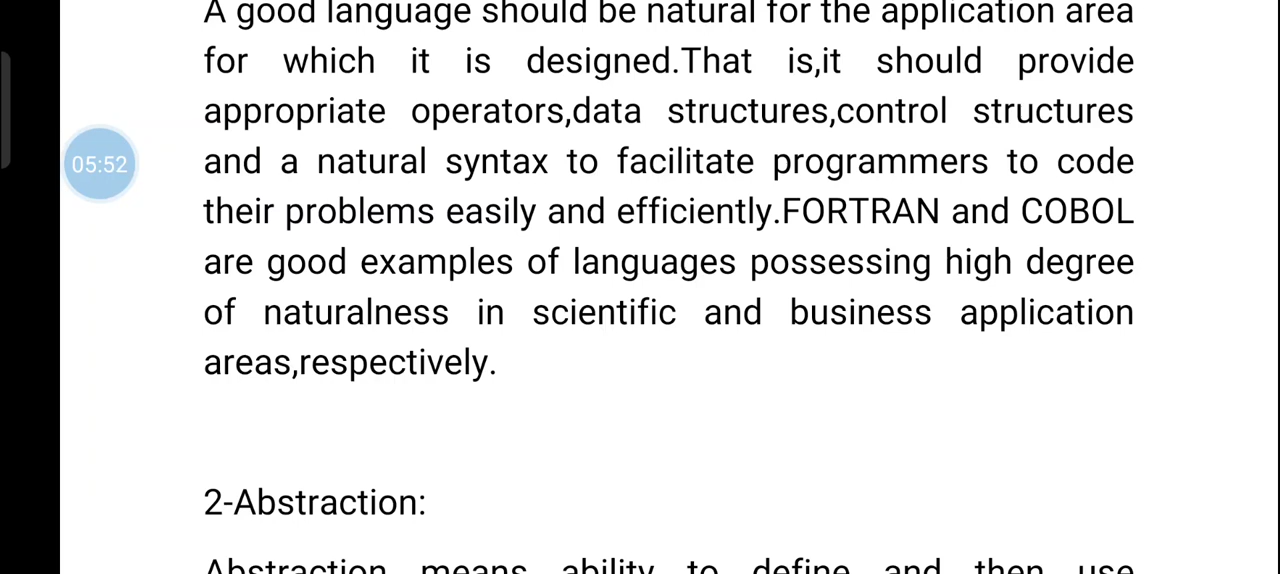 A good language should be natural for the application area
for which it is designed.That is,it should provide
appropriate operators,data structures,control structures
and a natural syntax to facilitate programmers to code
their problems easily and efficiently.FORTRAN and COBOL
are good examples of languages possessing high degree
of naturalness in scientific and business application
areas,respectively.
05:52
2-Abstraction:
Abstraction means ability to define and then use